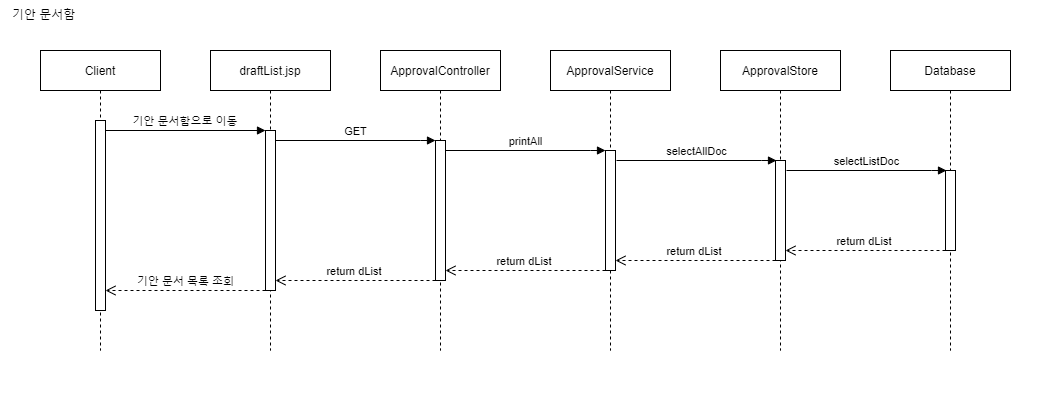 기안 문서함
Client
draftList.jsp
ApprovalController
ApprovalService
ApprovalStore
Database
기안 문서함으로 이동
GET
printAll
selectAllDoc
selectListDoc
return dList
return dList
return dList
return dList
기안 문서 목록 조회